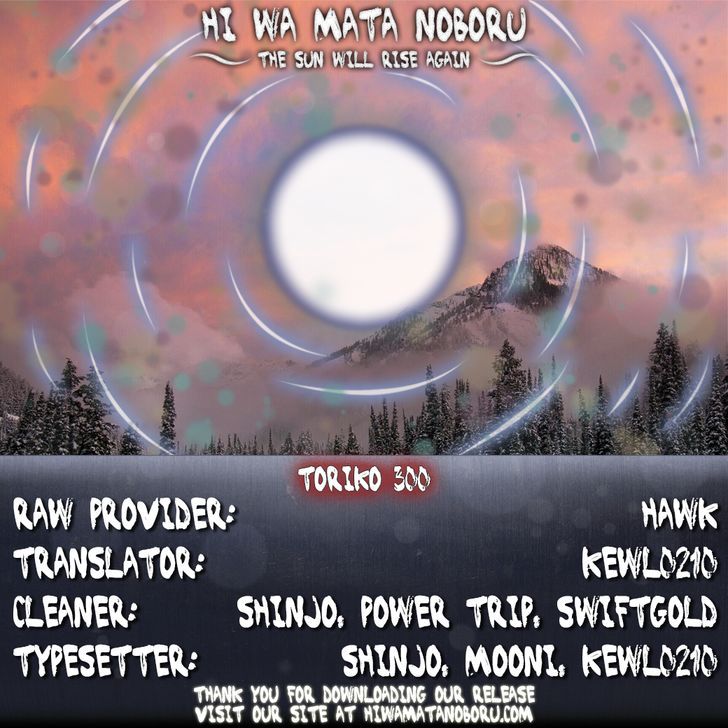 HI WA MATA NOBORU
THE SUN WILL RISE AGAIN
TORIKO 300
RAW PROVIDER: HAWK
TRANSLATOR: KEWL0210
CLEANER: SHINJO, POWER TRIP, SWIFTGOLD
TYPESETTER: SHINJO, MOONI, KEWL0210
THANK YOU FOR DOWNLOADING OUR RELEASE
VISIT OUR SITE AT HIWAMATANOBORU.COM